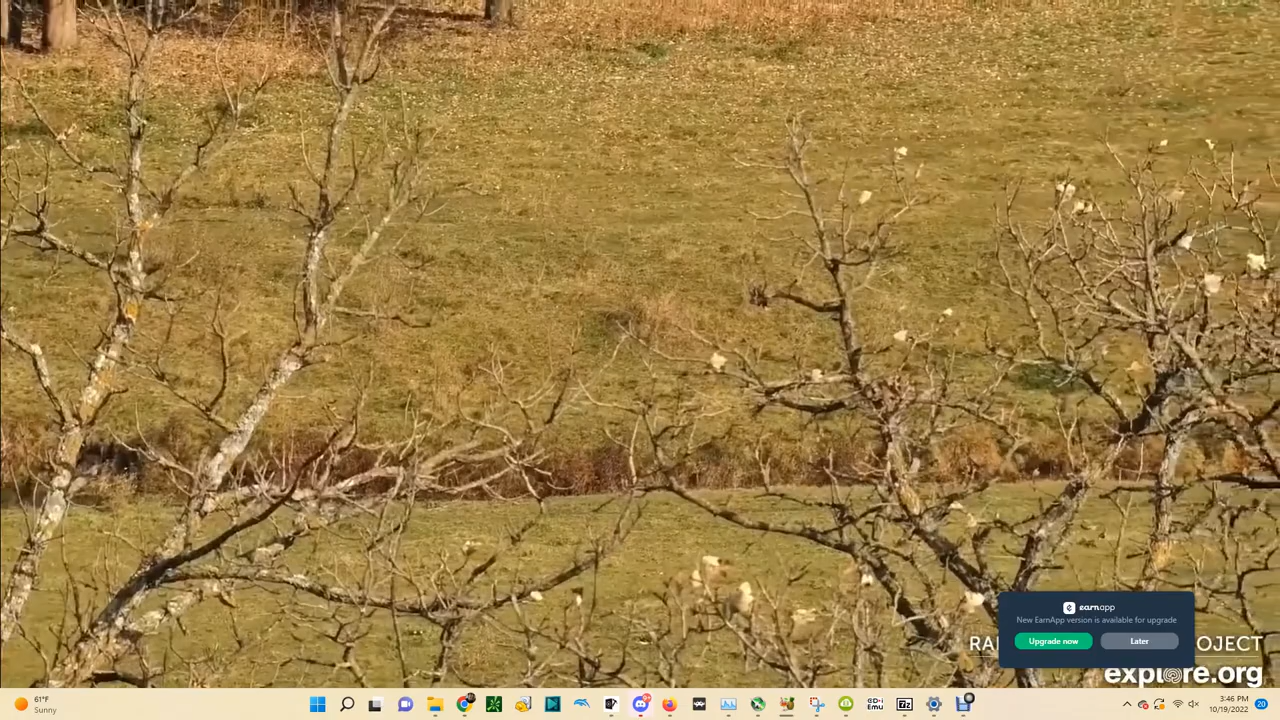 earnapp
New EarnApp version is available for upgrade
Upgrade now
Later
OJECT
explore.org
61°F
Sunny
3:46 PM
10/19/2022
20